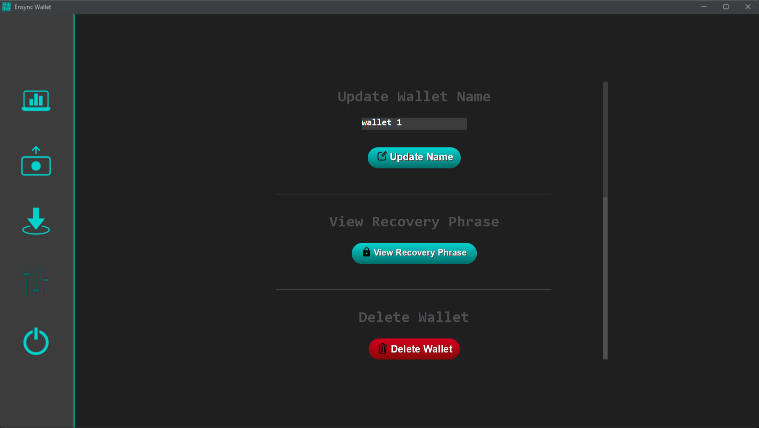 Ensync Wallet
Update Wallet Name
wallet 1
Update Name
View Recovery Phrase
View Recovery Phrase
Delete Wallet
Delete Wallet